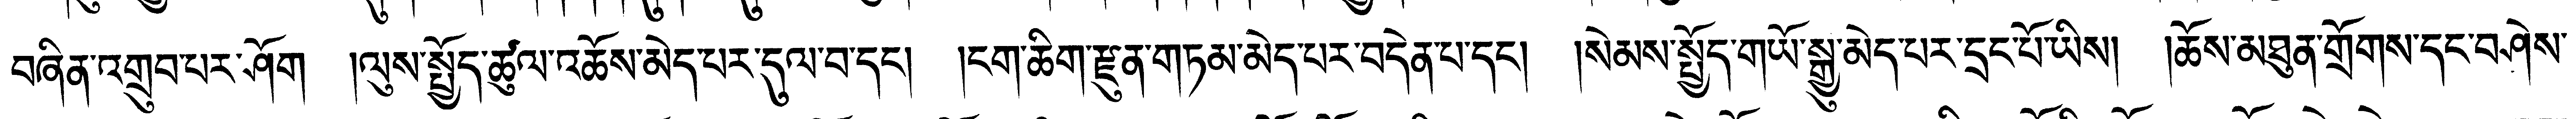 བཞིན་འགྲུབ་པར་ཤོག །ལུས་སྤྱོད་ཚུལ་འཆོས་མེད་པར་དུལ་བ་དང༌། །ངག་ཚིག་རྫུན་གཏམ་མེད་པར་བདེན་པ་དང༌། །སེམས་སྤྱོད་གཡོ་སྒྱུ་མེད་པར་དྲང་པོ་ཡིས། །ཆོས་མཐུན་གྲོགས་དང་བཤེས་